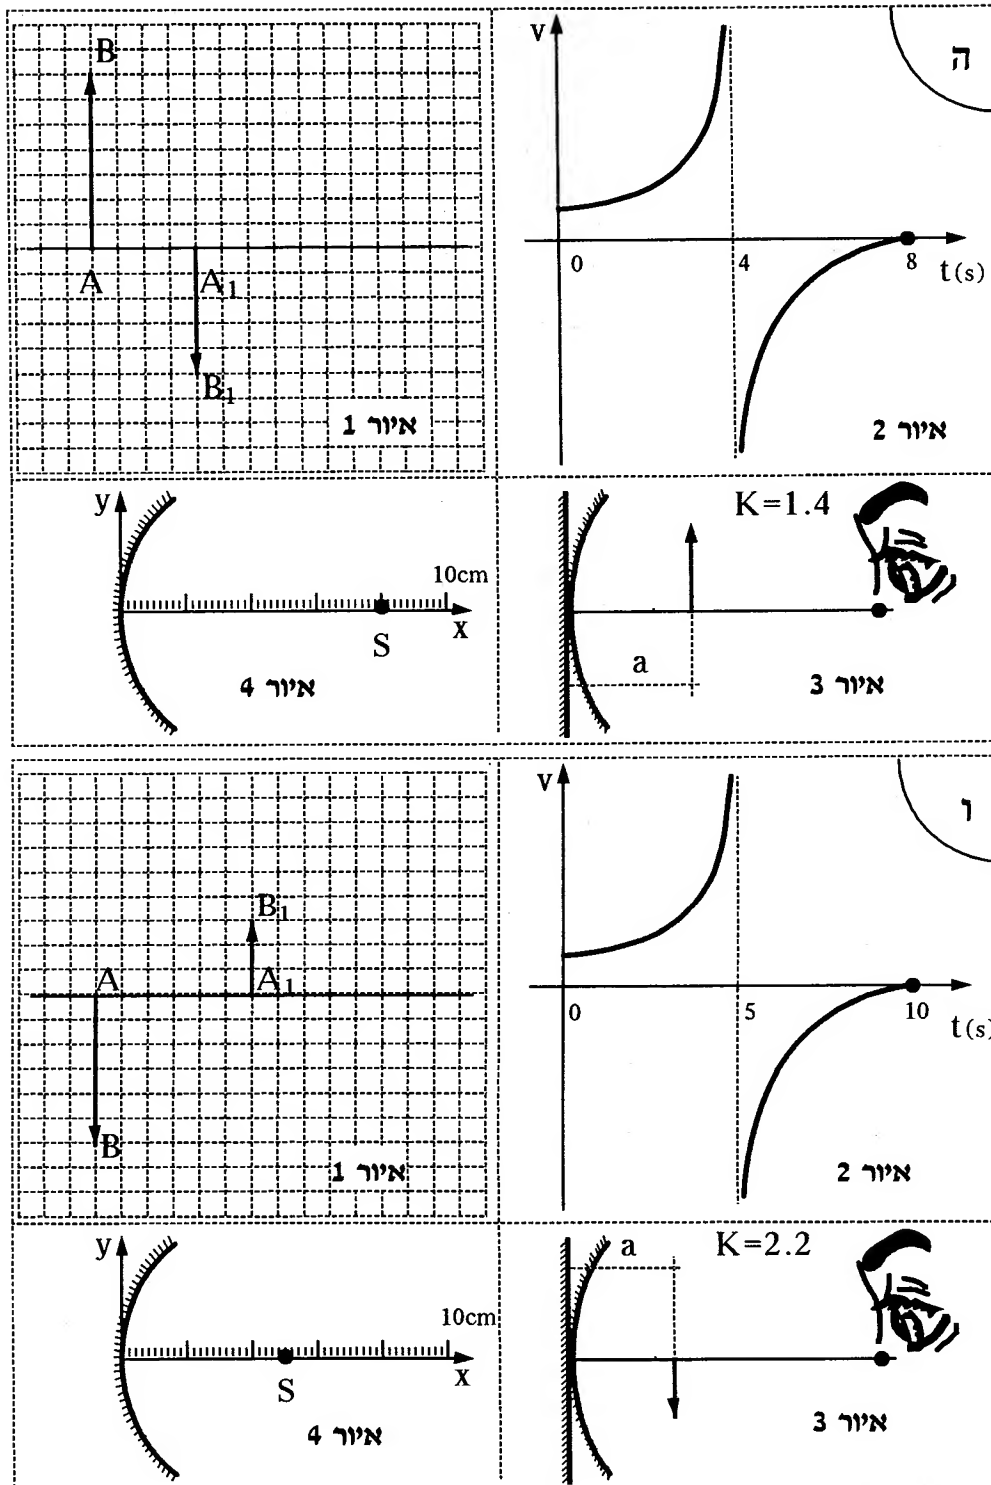 B
A
A₁
B₁
איור 1
ה
v
0
4
8
t(s)
איור 2
y
10cm
x
S
איור 4
K=1.4
a
איור 3
B₁
A
A₁
B
איור 1
ו
v
0
5
10
t(s)
איור 2
y
10cm
x
S
איור 4
a
K=2.2
איור 3